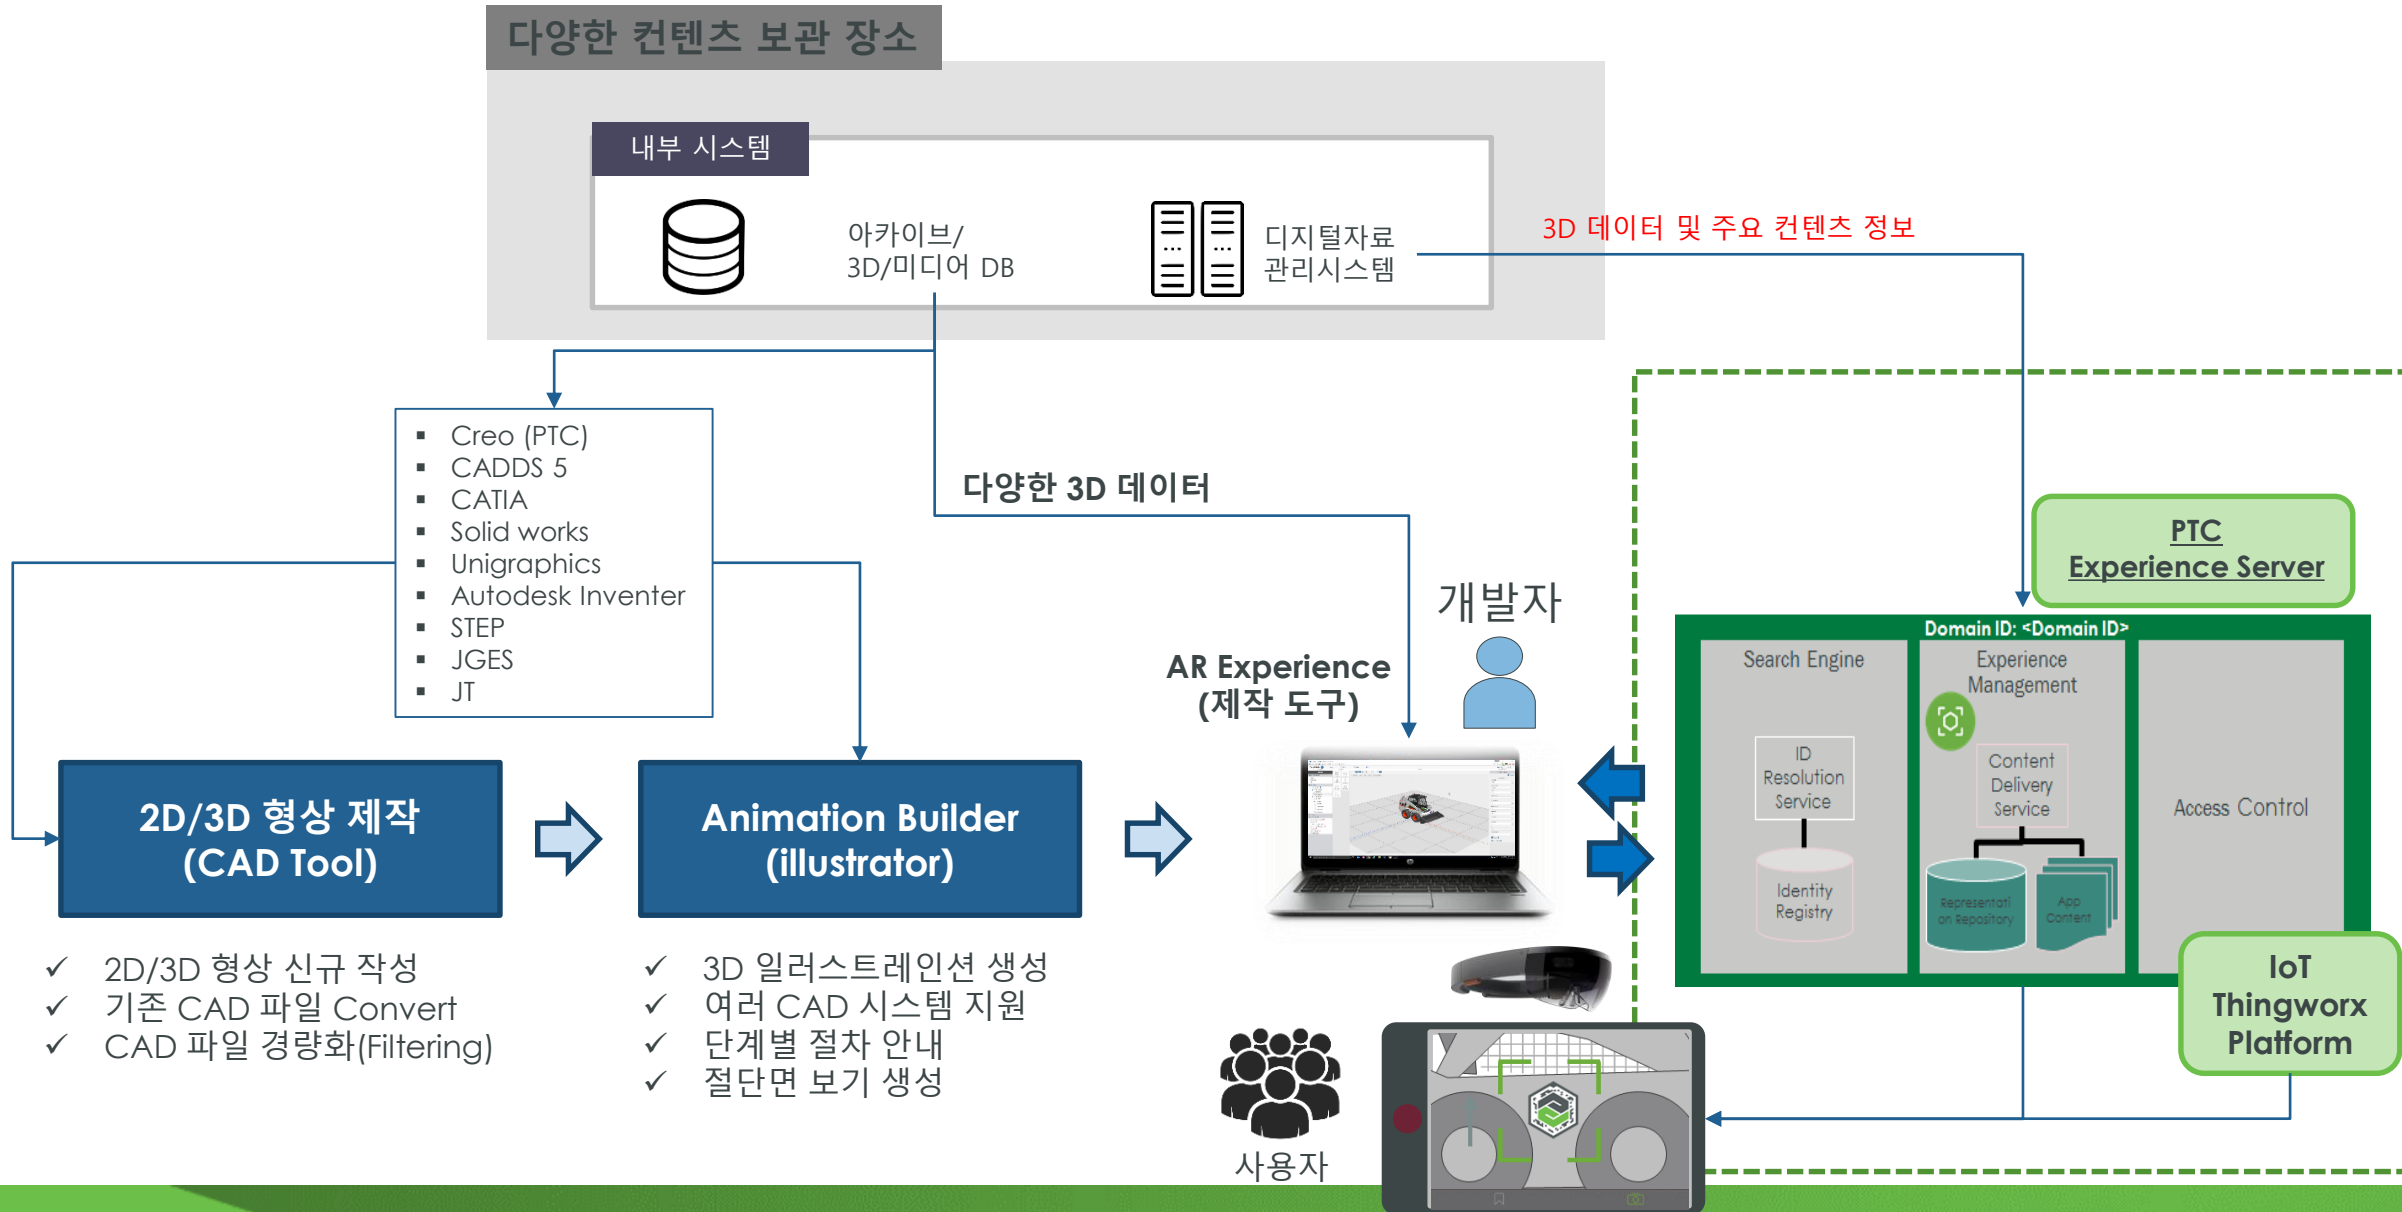 다양한 컨텐츠 보관 장소
내부 시스템
아카이브/
3D/미디어 DB
디지털자료
관리시스템
3D 데이터 및 주요 컨텐츠 정보
▪ Creo (PTC)
▪ CADDS 5
▪ CATIA
▪ Solid works
▪ Unigraphics
▪ Autodesk Inventer
▪ STEP
▪ JGES
▪ JT
다양한 3D 데이터
개발자
AR Experience
(제작 도구)
PTC
Experience Server
Domain ID: <Domain ID>
Search Engine
ID
Resolution
Service
Identity
Registry
Experience
Management
Content
Delivery
Service
Representati
on Repository
App
Content
Access Control
IoT
Thingworx
Platform
2D/3D 형상 제작
(CAD Tool)
Animation Builder
(illustrator)
✓ 2D/3D 형상 신규 작성
✓ 기존 CAD 파일 Convert
✓ CAD 파일 경량화(Filtering)
✓ 3D 일러스트레인션 생성
✓ 여러 CAD 시스템 지원
✓ 단계별 절차 안내
✓ 절단면 보기 생성
사용자